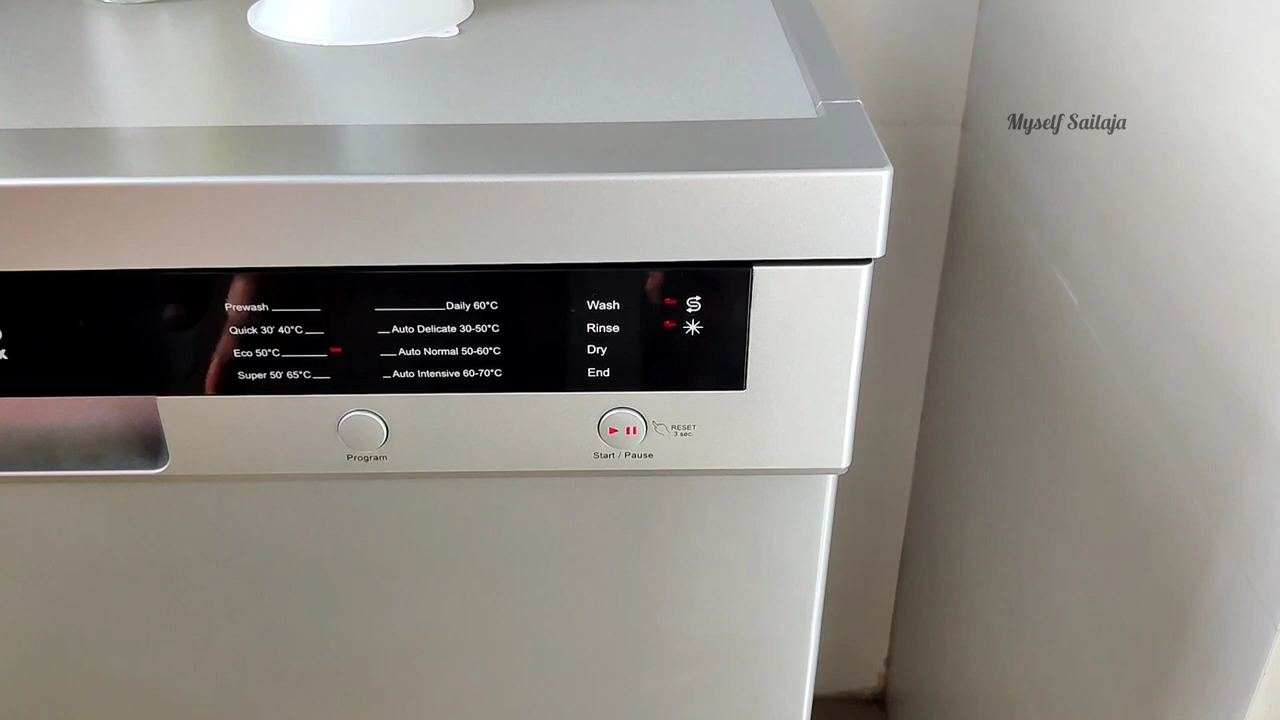 Myself Sailaja
Prewash
Quick 30' 40°C
Eco 50°C
Super 50' 65°C
Daily 60°C
Auto Delicate 30-50°C
Auto Normal 50-60°C
Auto Intensive 60-70°C
Wash
Rinse
Dry
End
Program
Start / Pause
RESET
3 sec.